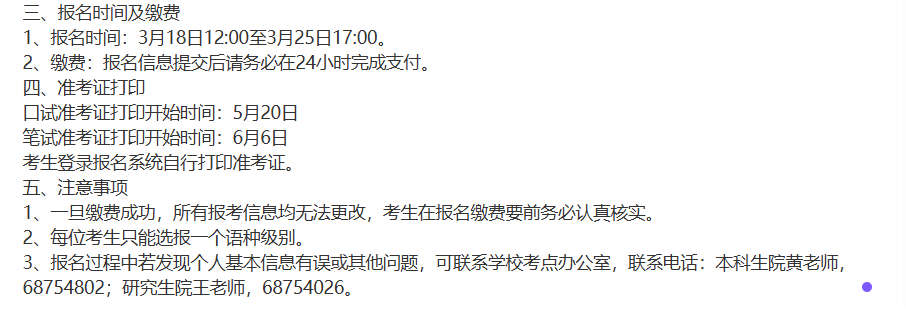 三、报名时间及缴费
1、报名时间：3月18日12:00至3月25日17:00。
2、缴费：报名信息提交后请务必在24小时完成支付。
四、准考证打印
口试准考证打印开始时间：5月20日
笔试准考证打印开始时间：6月6日
考生登录报名系统自行打印准考证。
五、注意事项
1、一旦缴费成功，所有报考信息均无法更改，考生在报名缴费要前务必认真核实。
2、每位考生只能选报一个语种级别。
3、报名过程中若发现个人基本信息有误或其他问题，可联系学校考点办公室，联系电话：本科生院黄老师，
68754802；研究生院王老师，68754026。